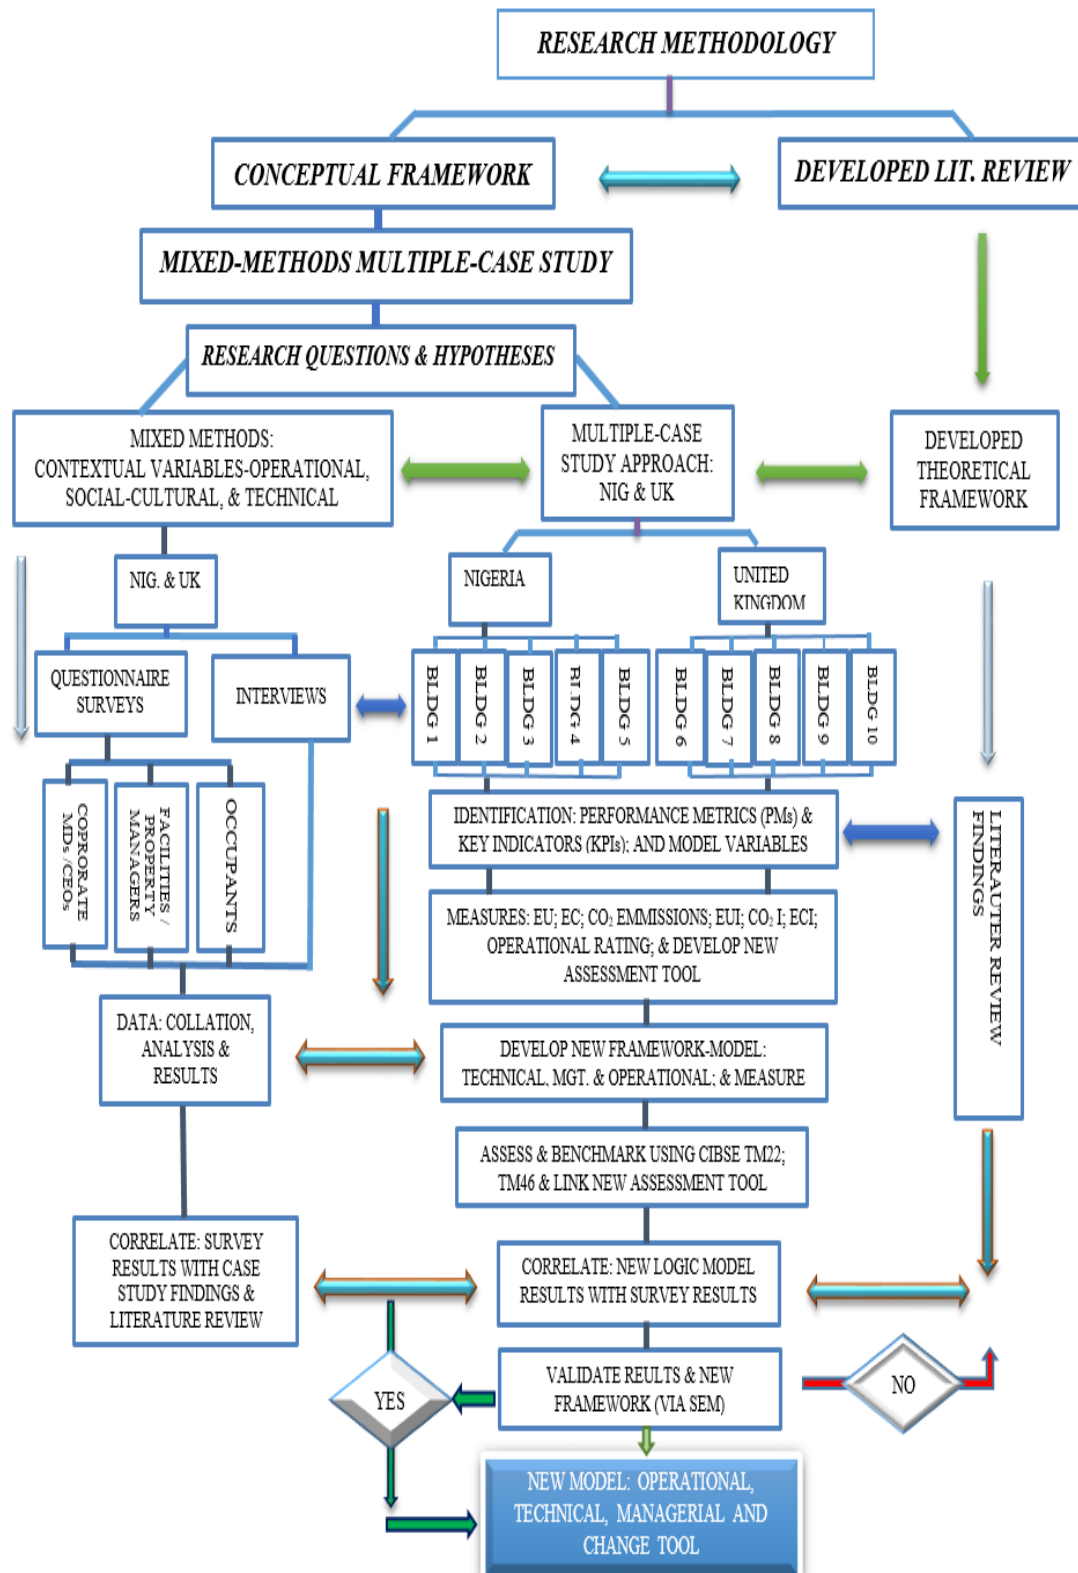 RESEARCH METHODOLOGY
CONCEPTUAL FRAMEWORK
DEVELOPED LIT. REVIEW
MIXED-METHODS MULTIPLE-CASE STUDY
RESEARCH QUESTIONS & HYPOTHESES
MIXED METHODS:
CONTEXTUAL VARIABLES-OPERATIONAL,
SOCIAL-CULTURAL, & TECHNICAL
MULTIPLE-CASE
STUDY APPROACH:
NIG & UK
DEVELOPED
THEORETICAL
FRAMEWORK
NIG. & UK
NIGERIA
UNITED
KINGDOM
QUESTIONNAIRE
SURVEYS
INTERVIEWS
BLDG 1
BLDG 2
BLDG 3
BLDG 4
BLDG 5
BLDG 6
BLDG 7
BLDG 8
BLDG 9
BLDG 10
COPRORATE
MDs /CEOs
FACILITIES /
PROPERTY
MANAGERS
OCCUPANTS
IDENTIFICATION: PERFORMANCE METRICS (PMs) &
KEY INDICATORS (KPIs); AND MODEL VARIABLES
LITERAUTER REVIEW
FINDINGS
MEASURES: EU; EC; CO₂ EMMISSIONS; EUI; CO₂ I; ECI;
OPERATIONAL RATING; & DEVELOP NEW
ASSESSMENT TOOL
DATA: COLLATION,
ANALYSIS &
RESULTS
DEVELOP NEW FRAMEWORK-MODEL:
TECHNICAL, MGT. & OPERATIONAL; & MEASURE
ASSESS & BENCHMARK USING CIBSE TM22;
TM46 & LINK NEW ASSESSMENT TOOL
CORRELATE: SURVEY
RESULTS WITH CASE
STUDY FINDINGS &
LITERATURE REVIEW
CORRELATE: NEW LOGIC MODEL
RESULTS WITH SURVEY RESULTS
VALIDATE REULTS & NEW
FRAMEWORK (VIA SEM)
YES
NO
NEW MODEL: OPERATIONAL,
TECHNICAL, MANAGERIAL AND
CHANGE TOOL